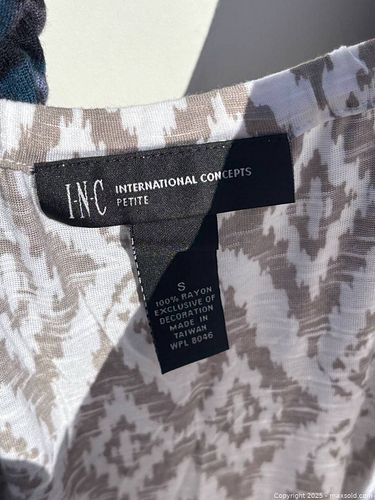 I·N·C INTERNATIONAL CONCEPTS
PETITE
S
100% RAYON
EXCLUSIVE OF
DECORATION
MADE IN
TAIWAN
WPL 8046
Copyright 2025 - maxsold.com